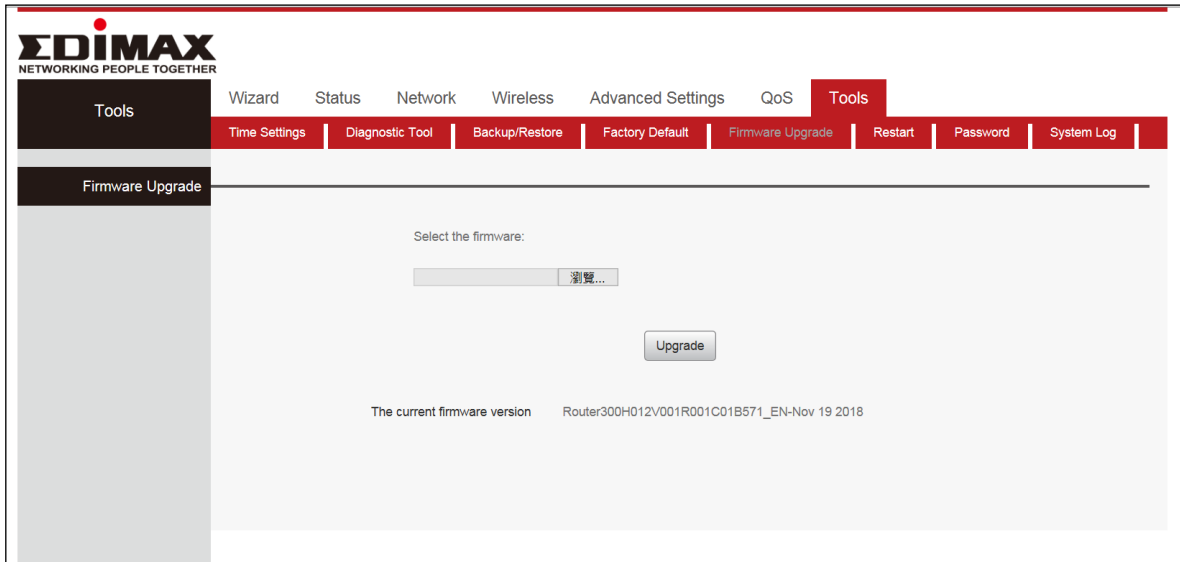 EDIMAX
NETWORKING PEOPLE TOGETHER
Tools
Wizard Status Network Wireless Advanced Settings QoS Tools
Time Settings Diagnostic Tool Backup/Restore Factory Default Firmware Upgrade Restart Password System Log
Firmware Upgrade
Select the firmware:
瀏覽...
Upgrade
The current firmware version Router300H012V001R001C01B571_EN-Nov 19 2018